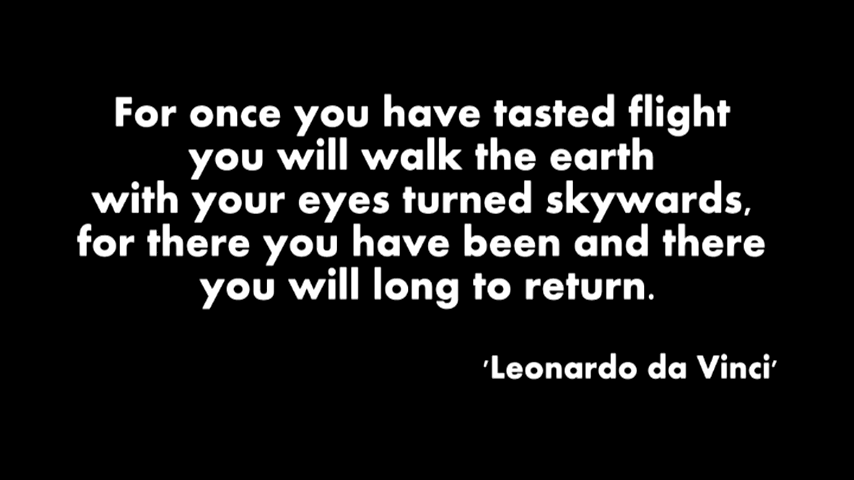 For once you have tasted flight
you will walk the earth
with your eyes turned skywards,
for there you have been and there
you will long to return.
'Leonardo da Vinci'